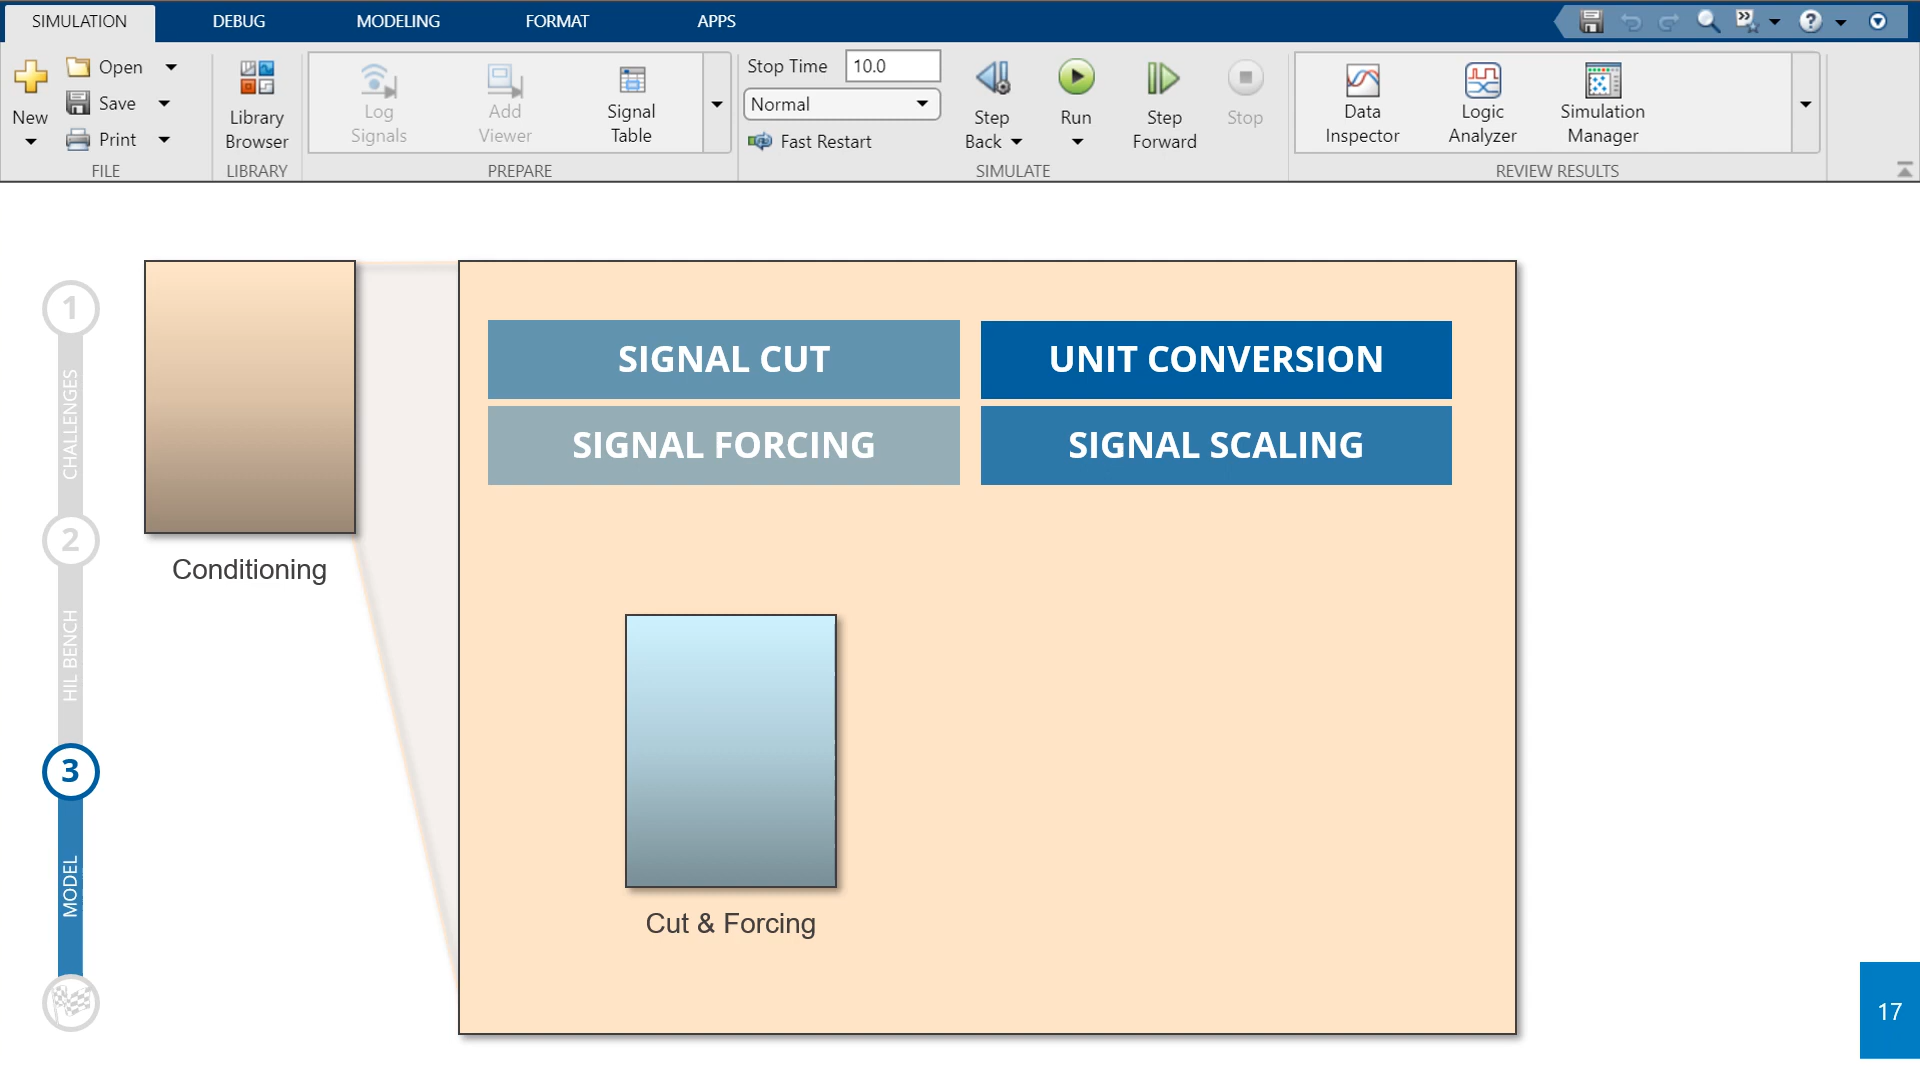 SIMULATION
DEBUG
MODELING
FORMAT
APPS
New
Open
Save
Print
FILE
Library
Browser
LIBRARY
Log
Signals
Add
Viewer
Signal
Table
PREPARE
Stop Time
10.0
Normal
Fast Restart
Step
Back
Run
Step
Forward
Stop
SIMULATE
Data
Inspector
Logic
Analyzer
Simulation
Manager
REVIEW RESULTS
1
CHALLENGES
2
HIL BENCH
3
MODEL
Conditioning
SIGNAL CUT
UNIT CONVERSION
SIGNAL FORCING
SIGNAL SCALING
Cut & Forcing
17